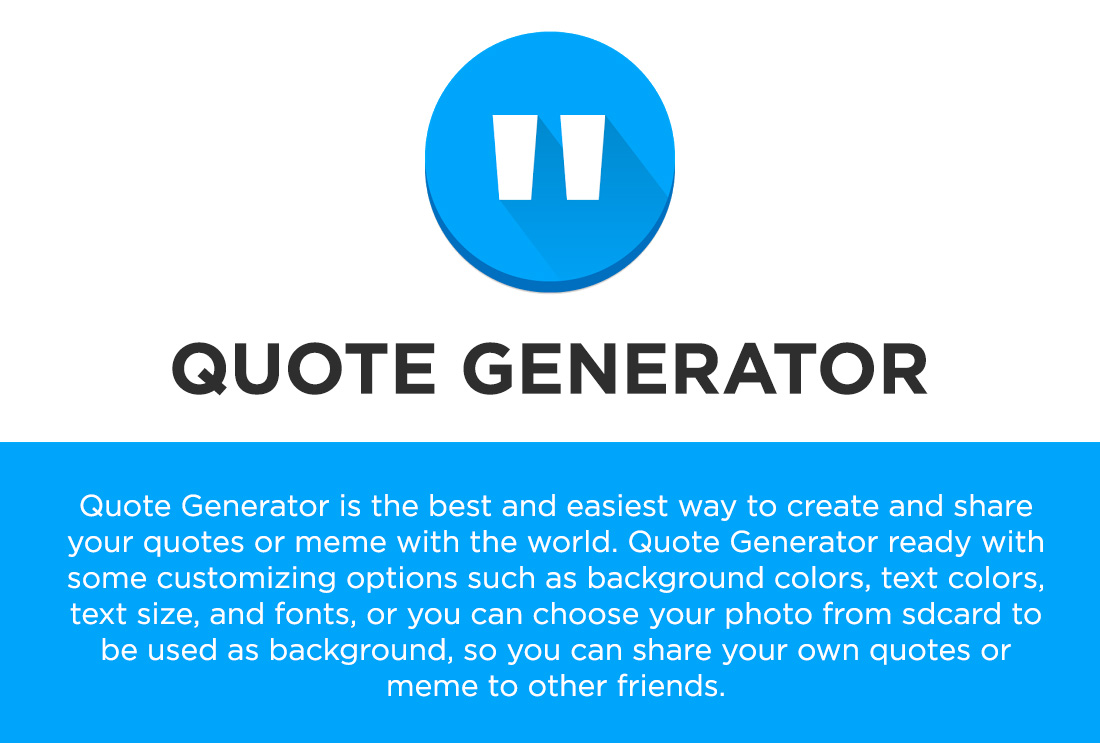 "
QUOTE GENERATOR
Quote Generator is the best and easiest way to create and share
your quotes or meme with the world. Quote Generator ready with
some customizing options such as background colors, text colors,
text size, and fonts, or you can choose your photo from sdcard to
be used as background, so you can share your own quotes or
meme to other friends.